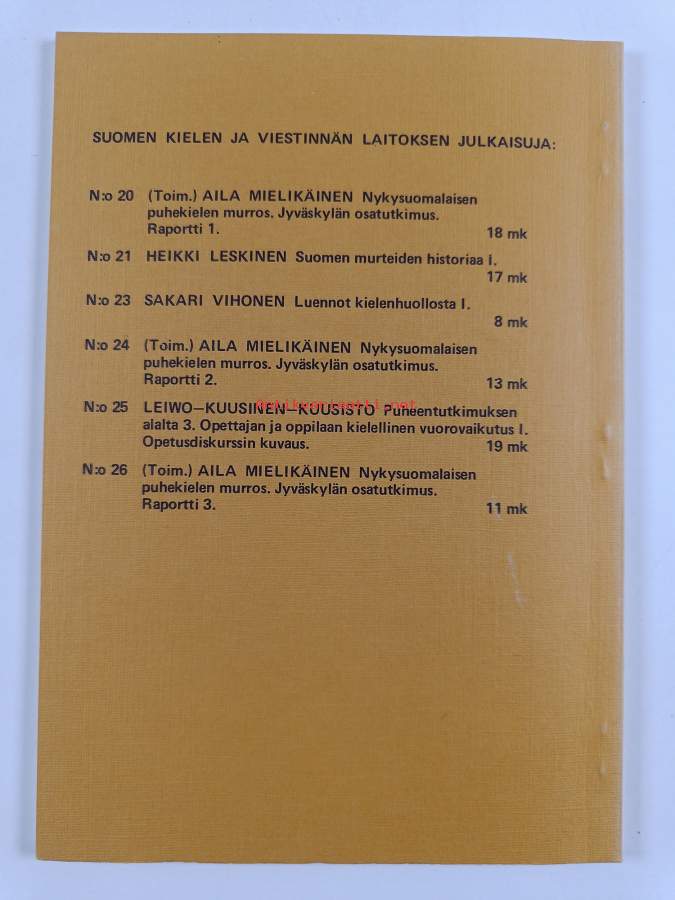 SUOMEN KIELEN JA VIESTINNÄN LAITOKSEN JULKAISUJA:
N:o 20 (Toim.) AILA MIELIKÄINEN Nykysuomalaisen
puhekielen murros. Jyväskylän osatutkimus.
Raportti 1. 18 mk
N:o 21 HEIKKI LESKINEN Suomen murteiden historiaa I.
17 mk
N:o 23 SAKARI VIHONEN Luennot kielenhuollosta I.
8 mk
N:o 24 (Toim.) AILA MIELIKÄINEN Nykysuomalaisen
puhekielen murros. Jyväskylän osatutkimus.
Raportti 2. 13 mk
N:o 25 LEIWO—KUUSINEN—KUUSISTO Puheentutkimuksen
alalta 3. Opettajan ja oppilaan kielellinen vuorovaikutus I.
Opetusdiskurssin kuvaus. 19 mk
N:o 26 (Toim.) AILA MIELIKÄINEN Nykysuomalaisen
puhekielen murros. Jyväskylän osatutkimus.
Raportti 3. 11 mk